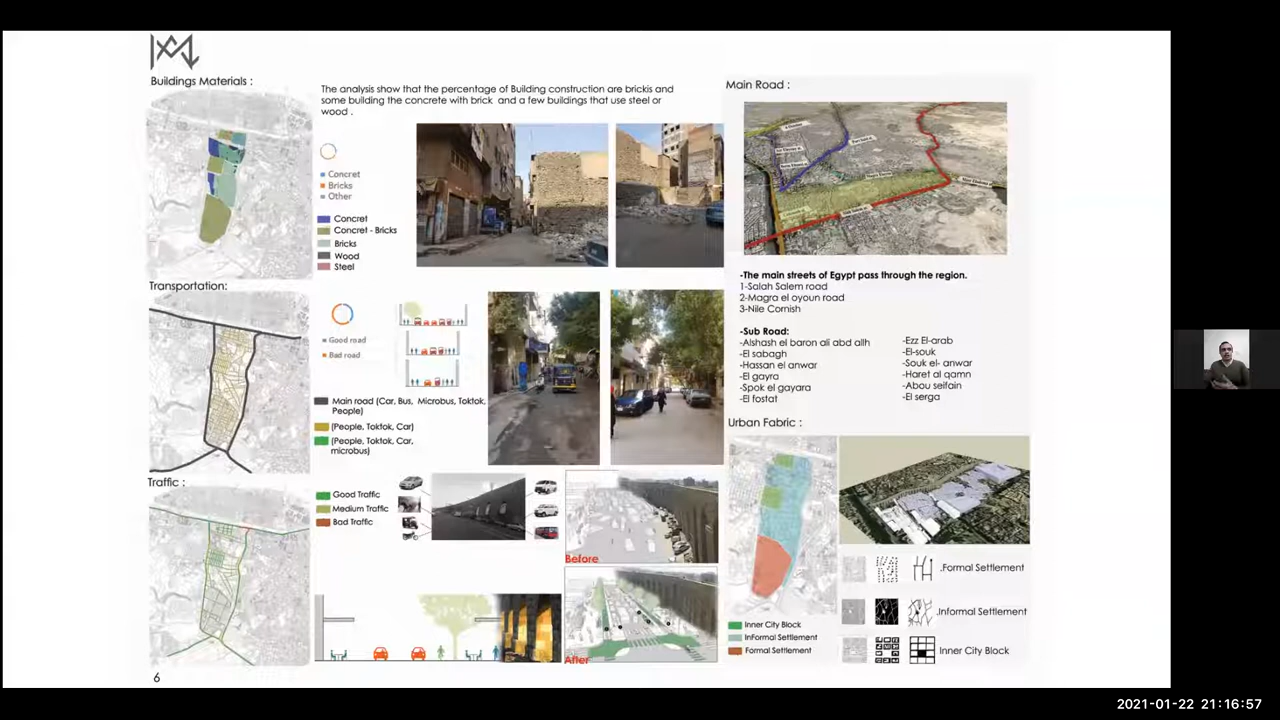 Buildings Materials :
The analysis show that the percentage of Building construction are brickis and
some building the concrete with brick and a few buildings that use steel or
wood .
Concret
Bricks
Other
Concret
Concret - Bricks
Bricks
Wood
Steel
Transportation:
Good road
Bad road
Main road (Car, Bus, Microbus, Toktok,
People)
(People, Toktok, Car)
(People, Toktok, Car,
microbus)
Traffic :
Good Traffic
Medium Traffic
Bad Traffic
Before
After
Main Road :
-The main streets of Egypt pass through the region.
1-Salah Salem road
2-Magra el oyoun road
3-Nile Cornish
-Sub Road:
-Alshash el baron ali abd allh
-El sabagh
-Hassan el anwar
-El gayra
-Spok el gayara
-El fostat
-Ezz El-arab
-El-souk
-Souk el- anwar
-Haret al qamn
-Abou seifain
-El serga
Urban Fabric :
Inner City Block
InFormal Settlement
Formal Settlement
.Formal Settlement
.Informal Settlement
Inner City Block
6
2021-01-22 21:16:57